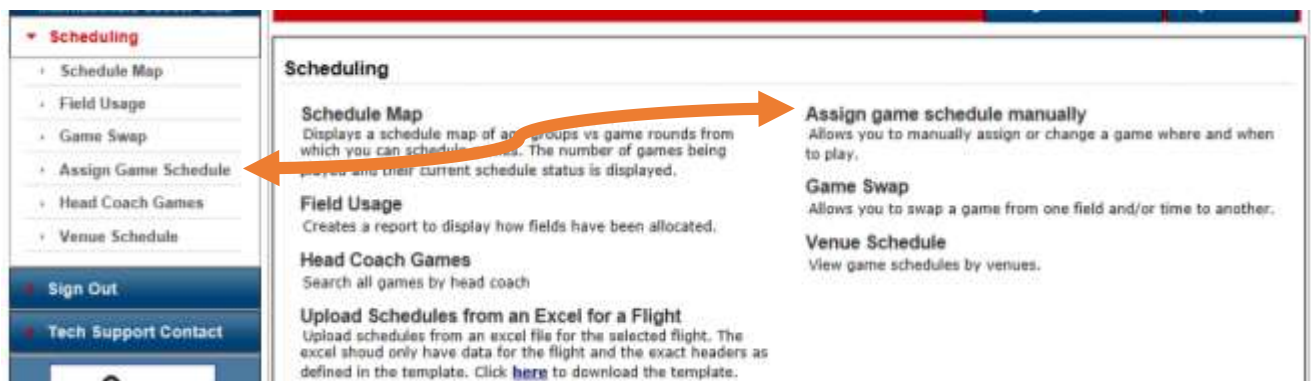 Scheduling
Schedule Map
Field Usage
Game Swap
Assign Game Schedule
Head Coach Games
Venue Schedule
Sign Out
Tech Support Contact
Scheduling
Schedule Map
Displays a schedule map of age groups vs game rounds from
which you can schedule The number of games being
played and their current schedule status is displayed.
Field Usage
Creates a report to display how fields have been allocated.
Head Coach Games
Search all games by head coach
Upload Schedules from an Excel for a Flight
Upload schedules from an excel file for the selected flight. The
excel shoud only have data for the flight and the exact headers as
defined in the template. Click here to download the template.
Assign game schedule manually
Allows you to manually assign or change a game where and when
to play.
Game Swap
Allows you to swap a game from one field and/or time to another.
Venue Schedule
View game schedules by venues.